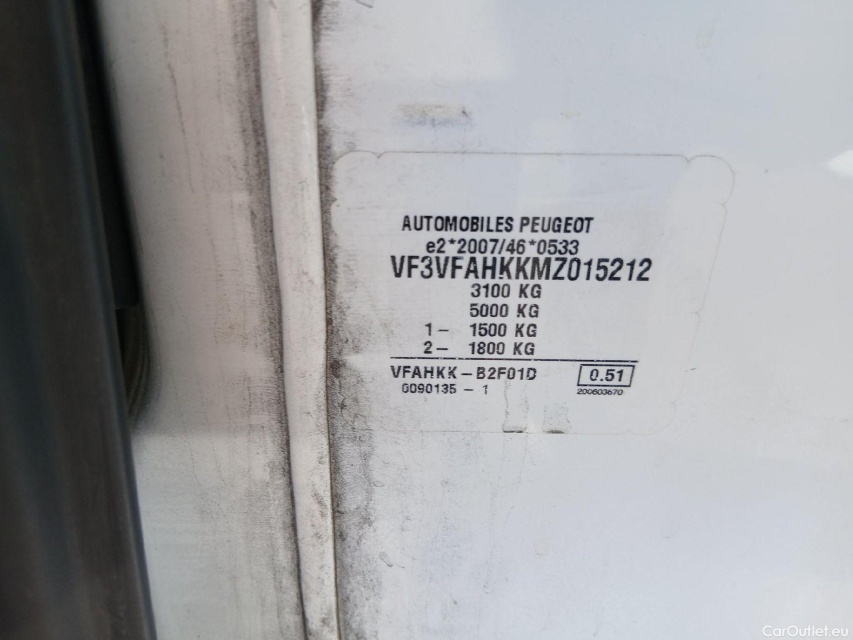 AUTOMOBILES PEUGEOT
e2*2007/46*0533
VF3VFAHKKMZ015212
3100 KG
5000 KG
1- 1500 KG
2- 1800 KG
VFAHKK-B2F01D 0.51
0090135-1 200603670
CarOutlet.eu